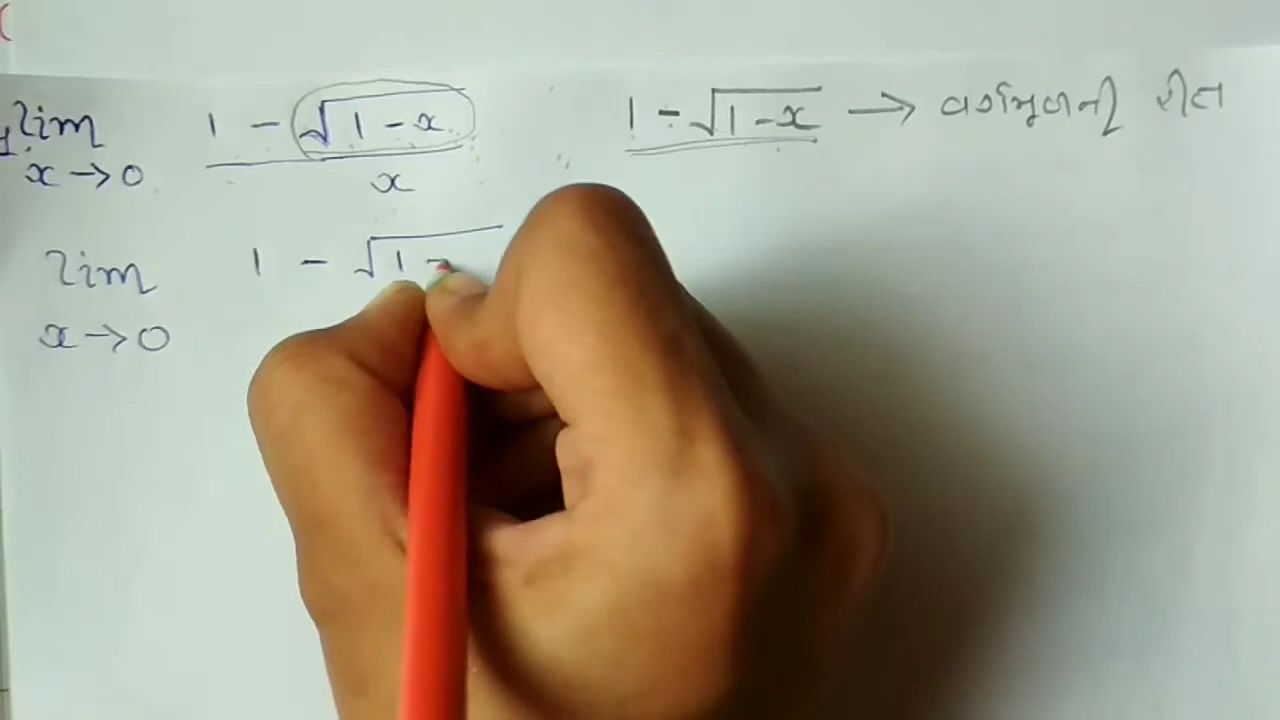 lim 1 - √1 - x 1 - √1 - x → વર્ગમૂળની રીત
x → 0 x
lim 1 - √1 -
x → 0